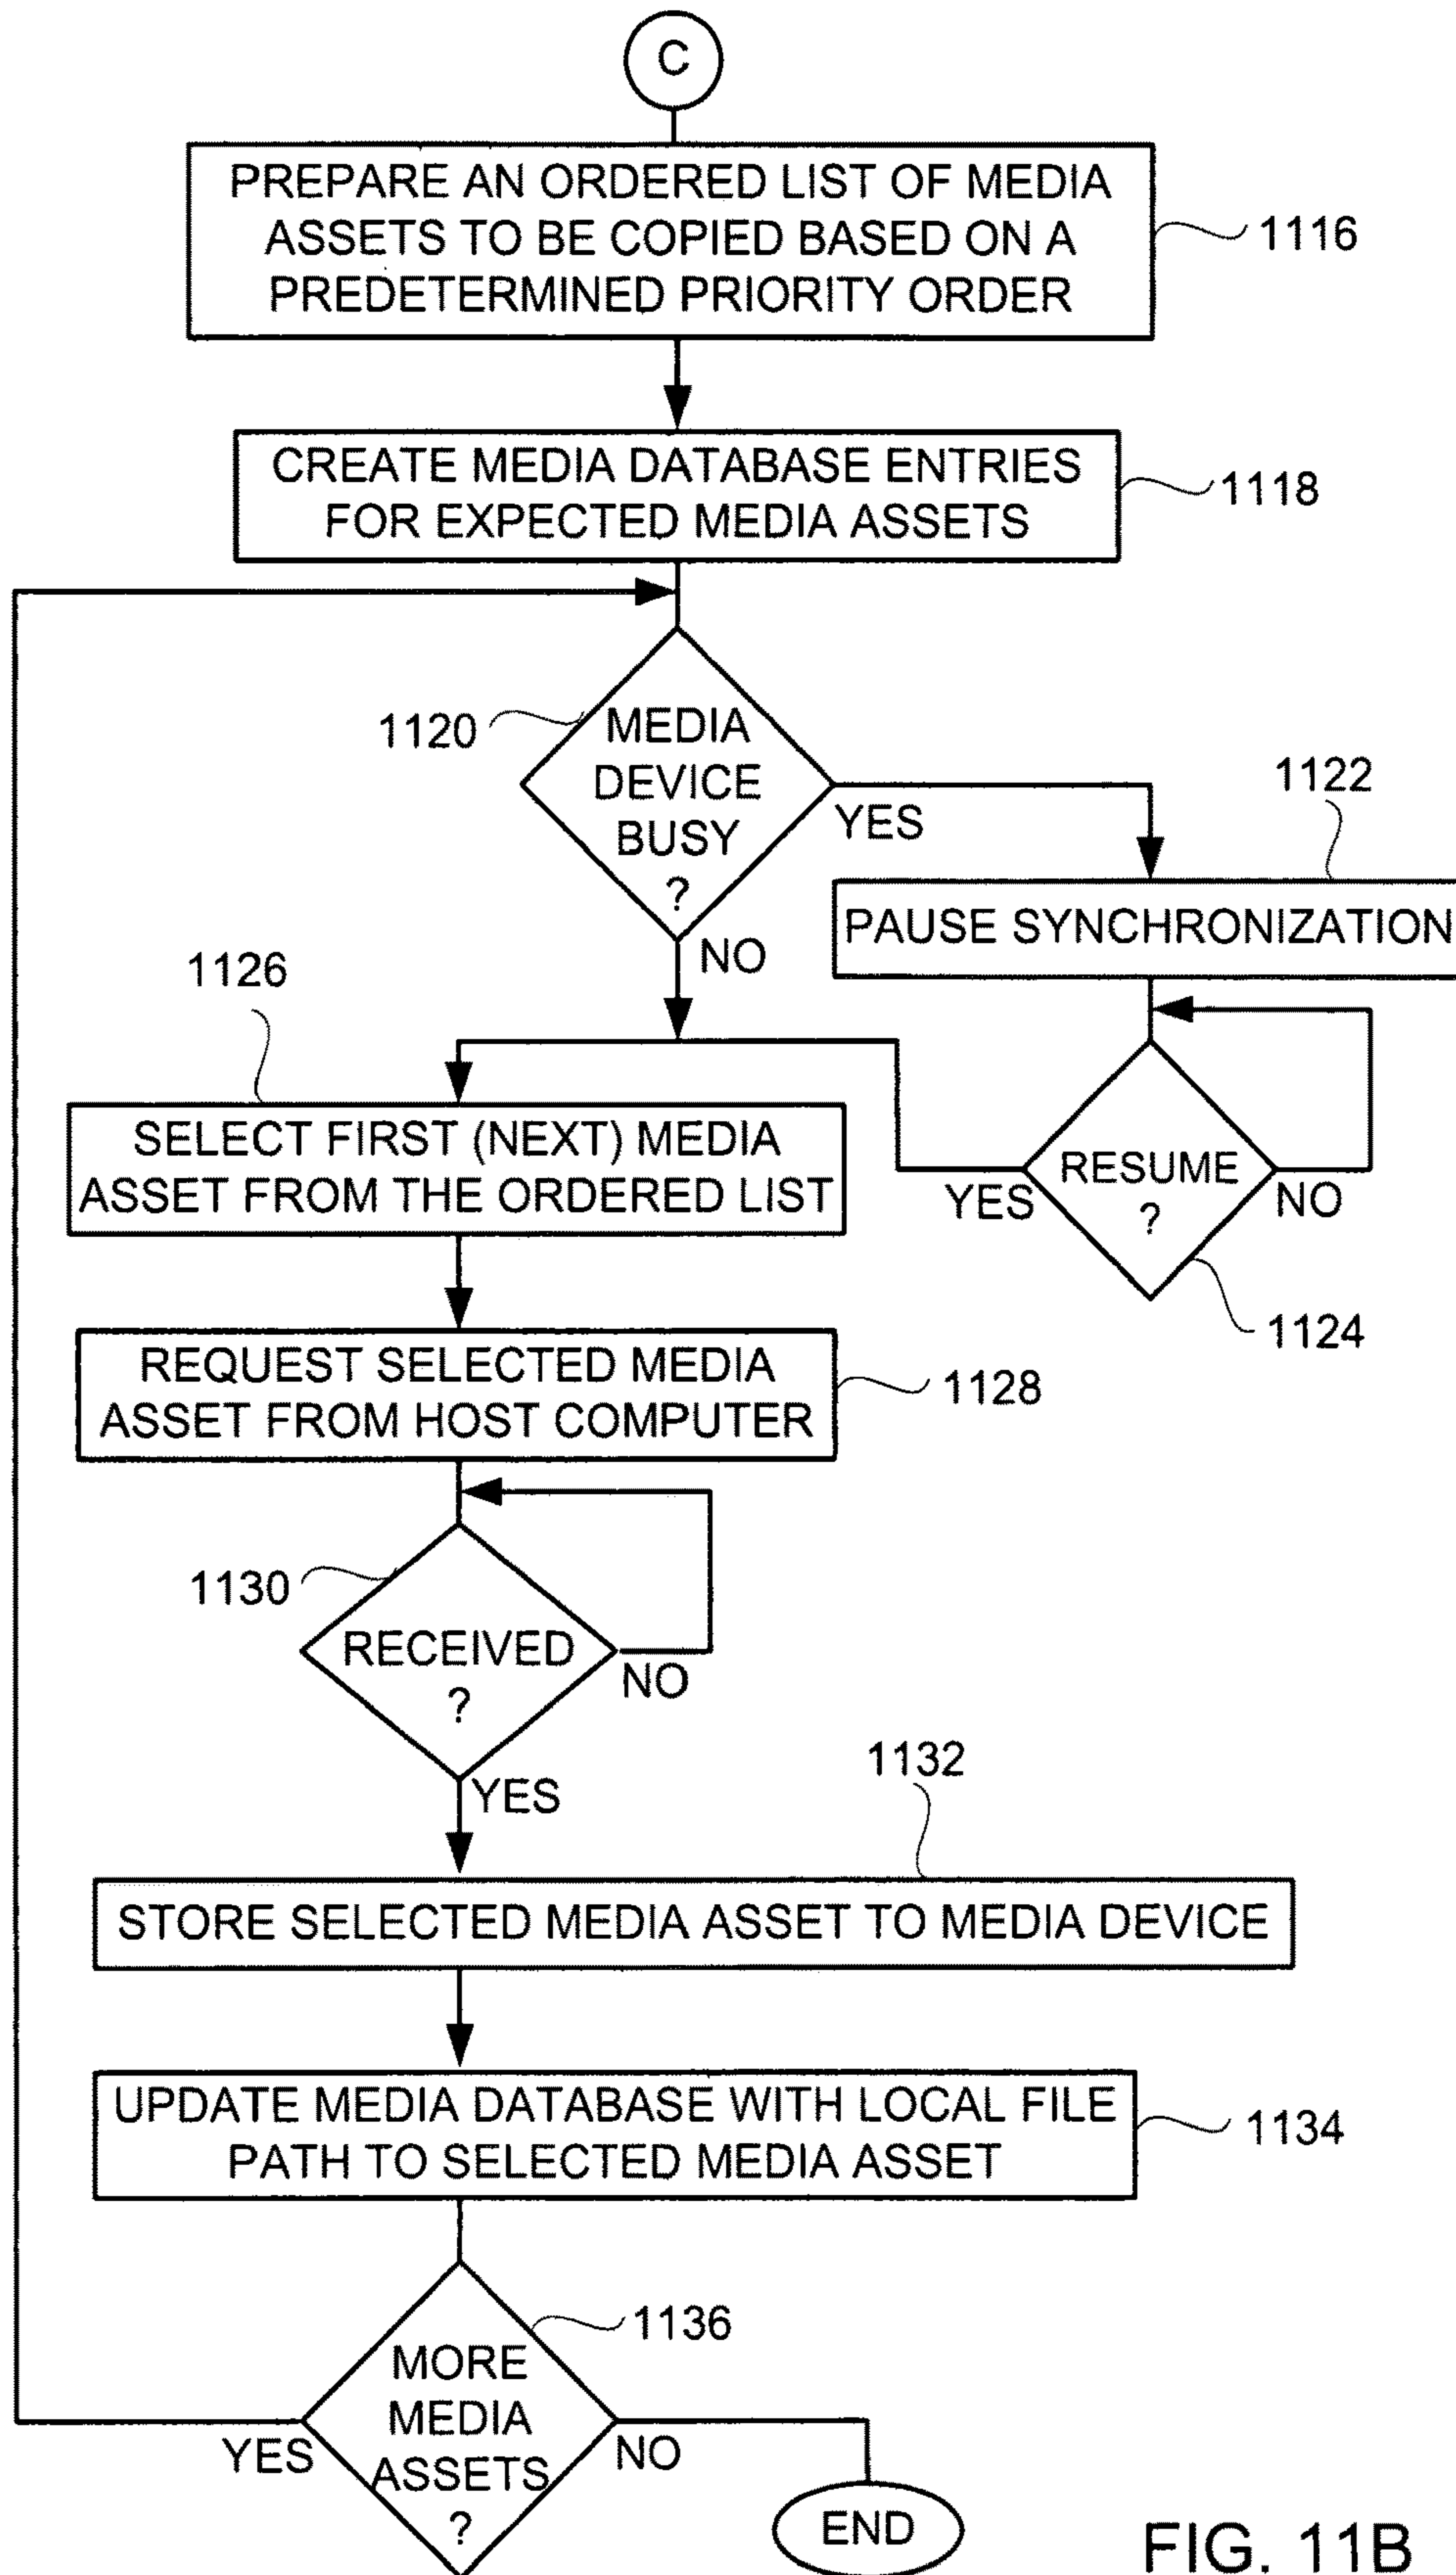 C
PREPARE AN ORDERED LIST OF MEDIA
ASSETS TO BE COPIED BASED ON A
PREDETERMINED PRIORITY ORDER
1116
CREATE MEDIA DATABASE ENTRIES
FOR EXPECTED MEDIA ASSETS
1118
1120
MEDIA
DEVICE
BUSY
?
YES
NO
1122
PAUSE SYNCHRONIZATION
RESUME
?
YES
NO
1124
1126
SELECT FIRST (NEXT) MEDIA
ASSET FROM THE ORDERED LIST
REQUEST SELECTED MEDIA
ASSET FROM HOST COMPUTER
1128
1130
RECEIVED
?
NO
YES
1132
STORE SELECTED MEDIA ASSET TO MEDIA DEVICE
UPDATE MEDIA DATABASE WITH LOCAL FILE
PATH TO SELECTED MEDIA ASSET
1134
1136
MORE
MEDIA
ASSETS
?
YES
NO
END
FIG. 11B